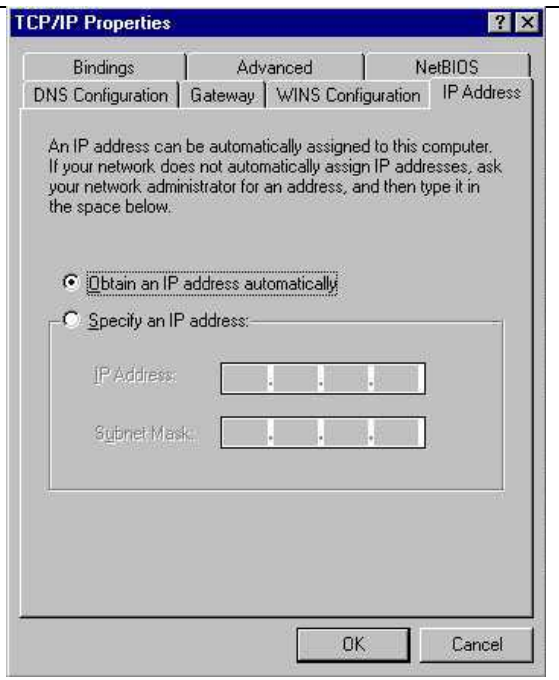 TCP/IP Properties
? X
Bindings Advanced NetBIOS
DNS Configuration Gateway WINS Configuration IP Address
An IP address can be automatically assigned to this computer.
If your network does not automatically assign IP addresses, ask
your network administrator for an address, and then type it in
the space below.
Obtain an IP address automatically
Specify an IP address:
IP Address:
. . .
Subnet Mask:
. . .
OK Cancel